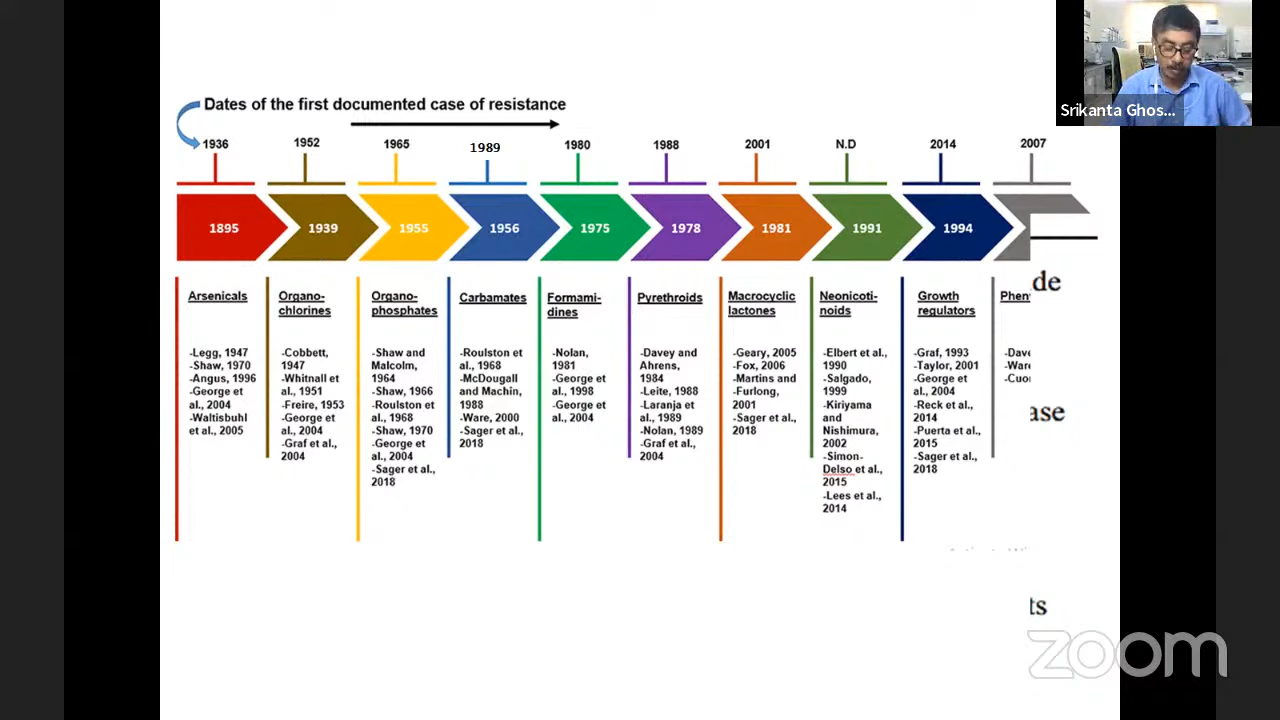 Srikanta Ghos...
Dates of the first documented case of resistance
1936
1952
1965
1989
1980
1988
2001
N.D
2014
2007
1895
1939
1955
1956
1975
1978
1981
1991
1994
Arsenicals
-Legg, 1947
-Shaw, 1970
-Angus, 1996
-George et
al., 2004
-Waltisbuhl
et al., 2005
Organo-
chlorines
-Cobbett,
1947
-Whitnall et
al., 1951
-Freire, 1953
-George et
al., 2004
-Graf et al.,
2004
Organo-
phosphates
-Shaw and
Malcolm,
1964
-Shaw, 1966
-Roulston et
al., 1968
-Shaw, 1970
-George et
al., 2004
-Sager et al.,
2018
Carbamates
-Roulston et
al., 1968
-McDougall
and Machin,
1988
-Ware, 2000
-Sager et al.,
2018
Formami-
dines
-Nolan,
1981
-George et
al., 1998
-George et
al., 2004
Pyrethroids
-Davey and
Ahrens,
1984
-Leite, 1988
-Laranja et
al., 1989
-Nolan, 1989
-Graf et al.,
2004
Macrocyclic
lactones
-Geary, 2005
-Fox, 2006
-Martins and
Furlong,
2001
-Sager et al.,
2018
Neonicoti-
noids
-Elbert et al.,
1990
-Salgado,
1999
-Kiriyama
and
Nishimura,
2002
-Simon-
Delso et al.,
2015
-Lees et al.,
2014
Growth
regulators
-Graf, 1993
-Taylor, 2001
-George et
al., 2004
-Reck et al.,
2014
-Puerta et al.,
2015
-Sager et al.,
2018
Phen
-Dave
-Ware
-Cuor
de
ase
ts
zoom